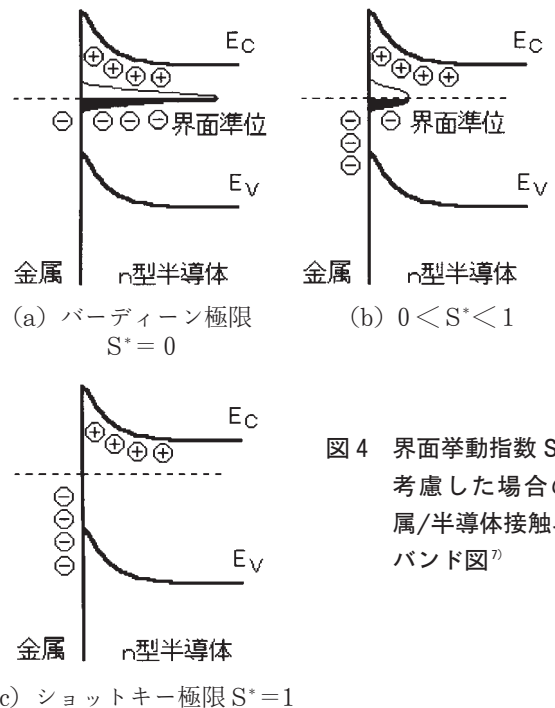 E_C
⊕⊕⊕⊕
⊖ ⊖ ⊖ ⊖ 界面準位
E_V
金属 n型半導体
(a) バーディーン極限
S* = 0
E_C
⊕⊕⊕⊕
⊖ ⊖ 界面準位
⊖
⊖
E_V
金属 n型半導体
(b) 0＜S*＜1
E_C
⊕⊕⊕⊕
⊖
⊖
⊖
⊖
E_V
金属 n型半導体
c) ショットキー極限 S*=1
図4 界面挙動指数 S
考慮した場合
属/半導体接触
バンド図7)